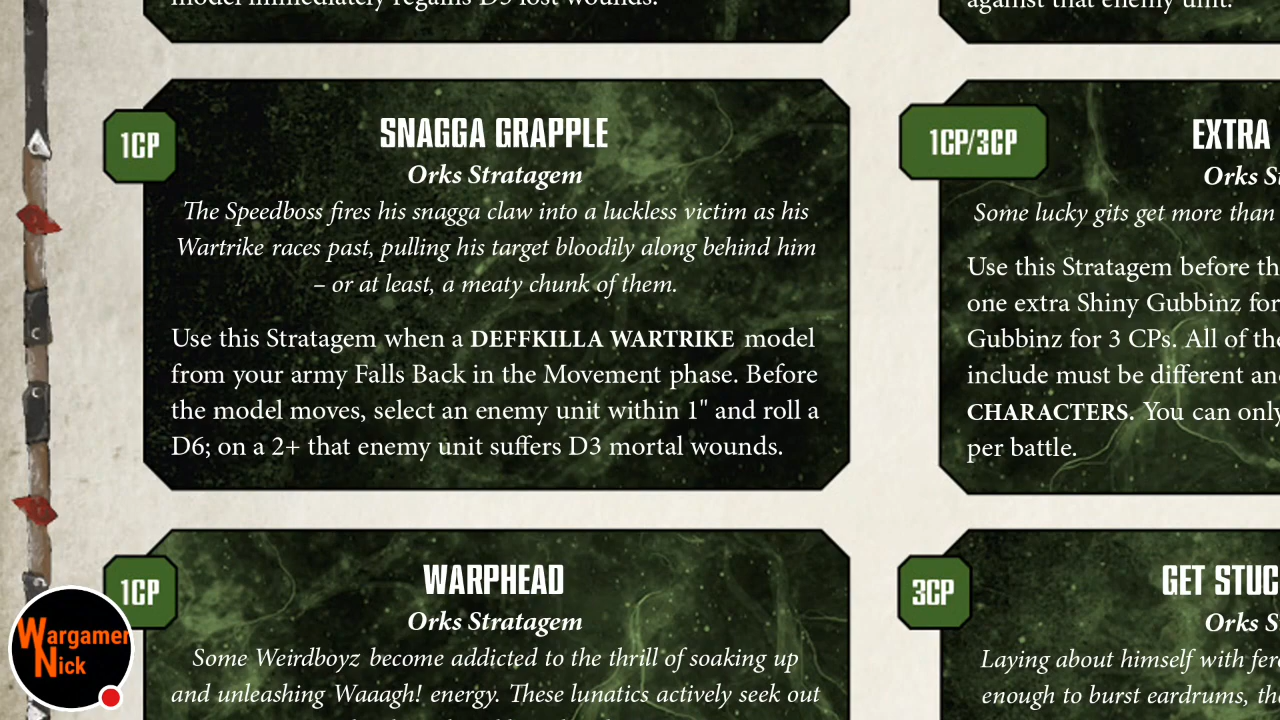 model immediately regains D3 lost wounds.
against that enemy unit.
1CP
SNAGGA GRAPPLE
Orks Stratagem
The Speedboss fires his snagga claw into a luckless victim as his
Wartrike races past, pulling his target bloodily along behind him
– or at least, a meaty chunk of them.
Use this Stratagem when a DEFFKILLA WARTRIKE model
from your army Falls Back in the Movement phase. Before
the model moves, select an enemy unit within 1" and roll a
D6; on a 2+ that enemy unit suffers D3 mortal wounds.
1CP/3CP
EXTRA
Orks S
Some lucky gits get more than
Use this Stratagem before th
one extra Shiny Gubbinz for
Gubbinz for 3 CPs. All of the
include must be different an
CHARACTERS. You can only
per battle.
1CP
WARPHEAD
Orks Stratagem
Some Weirdboyz become addicted to the thrill of soaking up
and unleashing Waaagh! energy. These lunatics actively seek out
3CP
GET STUC
Orks S
Laying about himself with fer
enough to burst eardrums, th
Wargamer
Nick